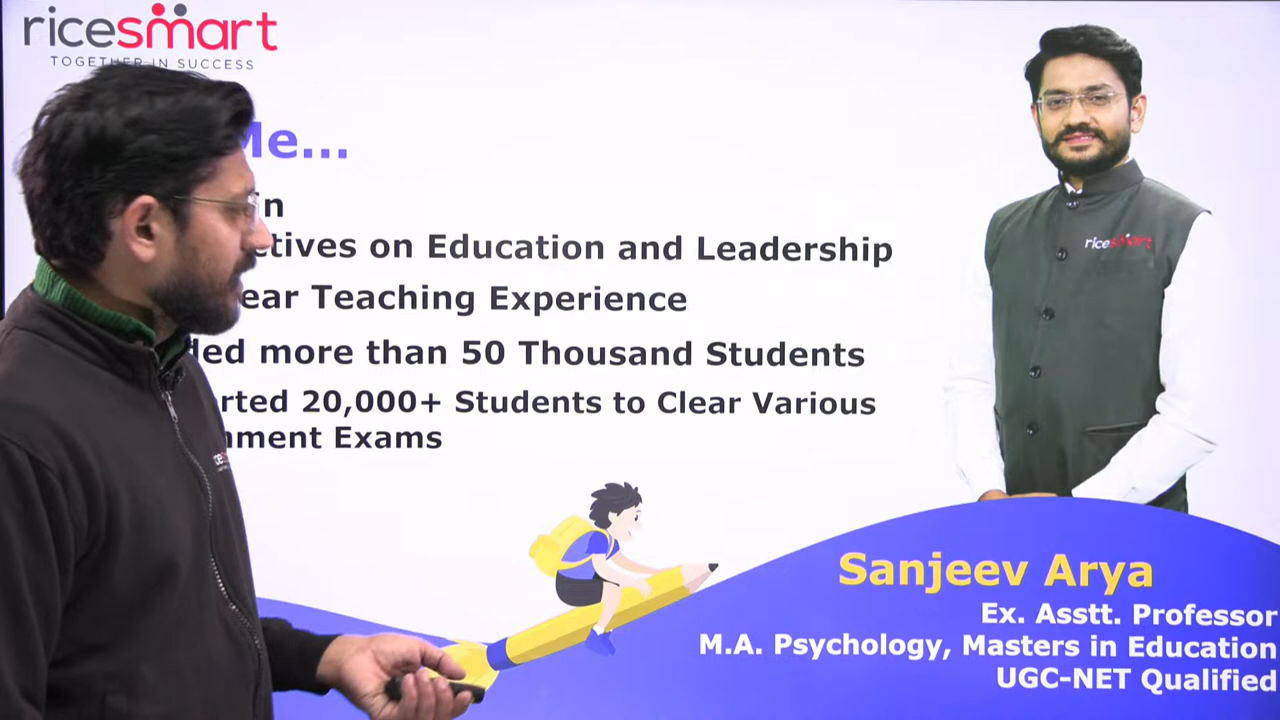 ricesmart
TOGETHER IN SUCCESS
Me...
in
ctives on Education and Leadership
ear Teaching Experience
ded more than 50 Thousand Students
orted 20,000+ Students to Clear Various
nment Exams
ricesmart
Sanjeev Arya
Ex. Asstt. Professor
M.A. Psychology, Masters in Education
UGC-NET Qualified